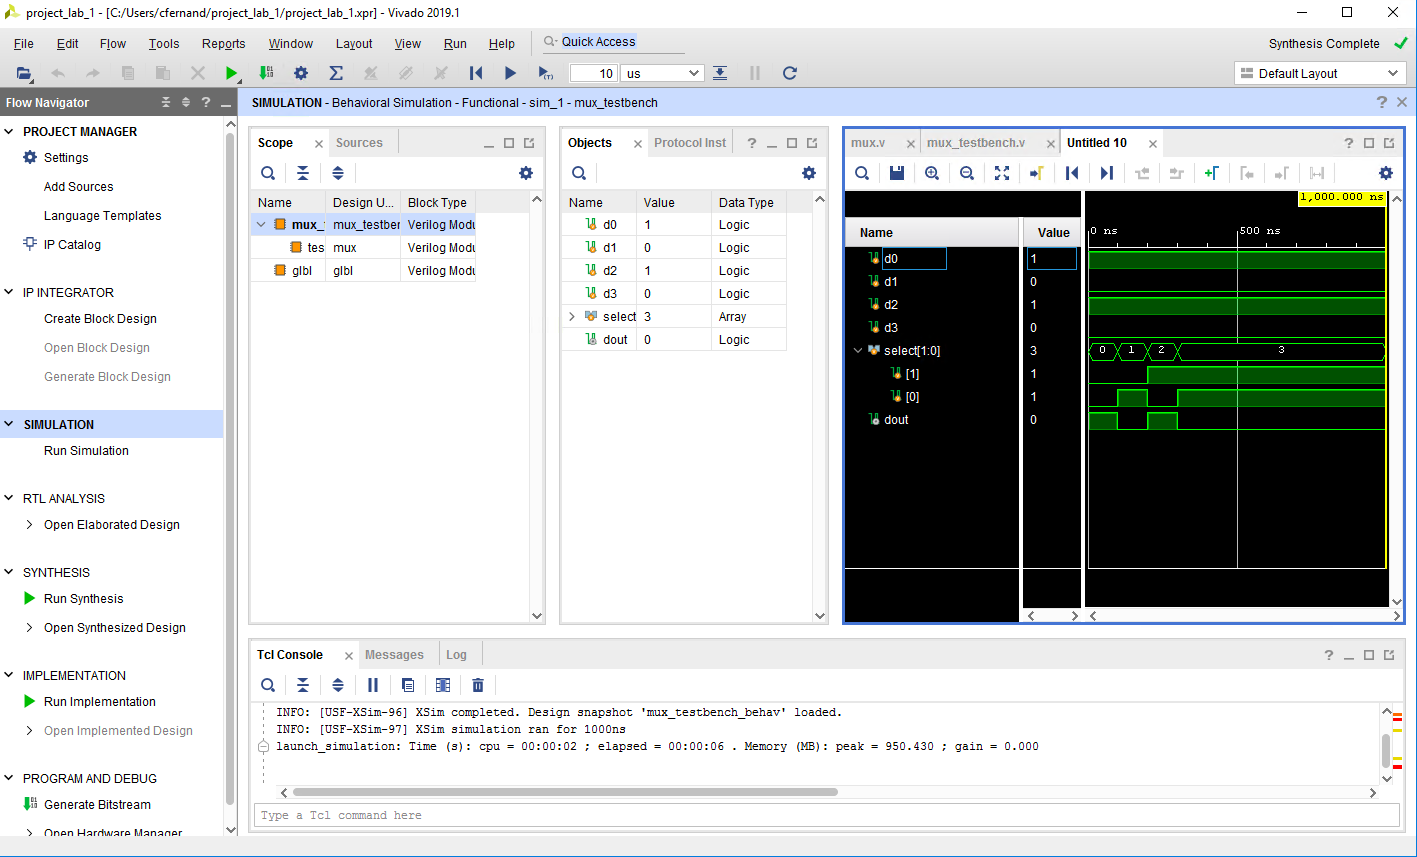 project_lab_1 - [C:/Users/cfernand/project_lab_1/project_lab_1.xpr] - Vivado 2019.1
File Edit Flow Tools Reports Window Layout View Run Help Quick Access Synthesis Complete
10 us Default Layout
Flow Navigator
SIMULATION - Behavioral Simulation - Functional - sim_1 - mux_testbench
PROJECT MANAGER
Settings
Add Sources
Language Templates
IP Catalog
IP INTEGRATOR
Create Block Design
Open Block Design
Generate Block Design
SIMULATION
Run Simulation
RTL ANALYSIS
Open Elaborated Design
SYNTHESIS
Run Synthesis
Open Synthesized Design
IMPLEMENTATION
Run Implementation
Open Implemented Design
PROGRAM AND DEBUG
Generate Bitstream
Open Hardware Manager
Scope Sources
Name Design U... Block Type
mux_ mux_testber Verilog Modu
tes mux Verilog Modu
glbl glbl Verilog Modu
Objects Protocol Inst
Name Value Data Type
d0 1 Logic
d1 0 Logic
d2 1 Logic
d3 0 Logic
select 3 Array
dout 0 Logic
mux.v mux_testbench.v Untitled 10
1,000.000 ns
Name Value 0 ns 500 ns
d0 1
d1 0
d2 1
d3 0
select[1:0] 3 0 1 2 3
[1] 1
[0] 1
dout 0
Tcl Console Messages Log
INFO: [USF-XSim-96] XSim completed. Design snapshot 'mux_testbench_behav' loaded.
INFO: [USF-XSim-97] XSim simulation ran for 1000ns
launch_simulation: Time (s): cpu = 00:00:02 ; elapsed = 00:00:06 . Memory (MB): peak = 950.430 ; gain = 0.000
Type a Tcl command here